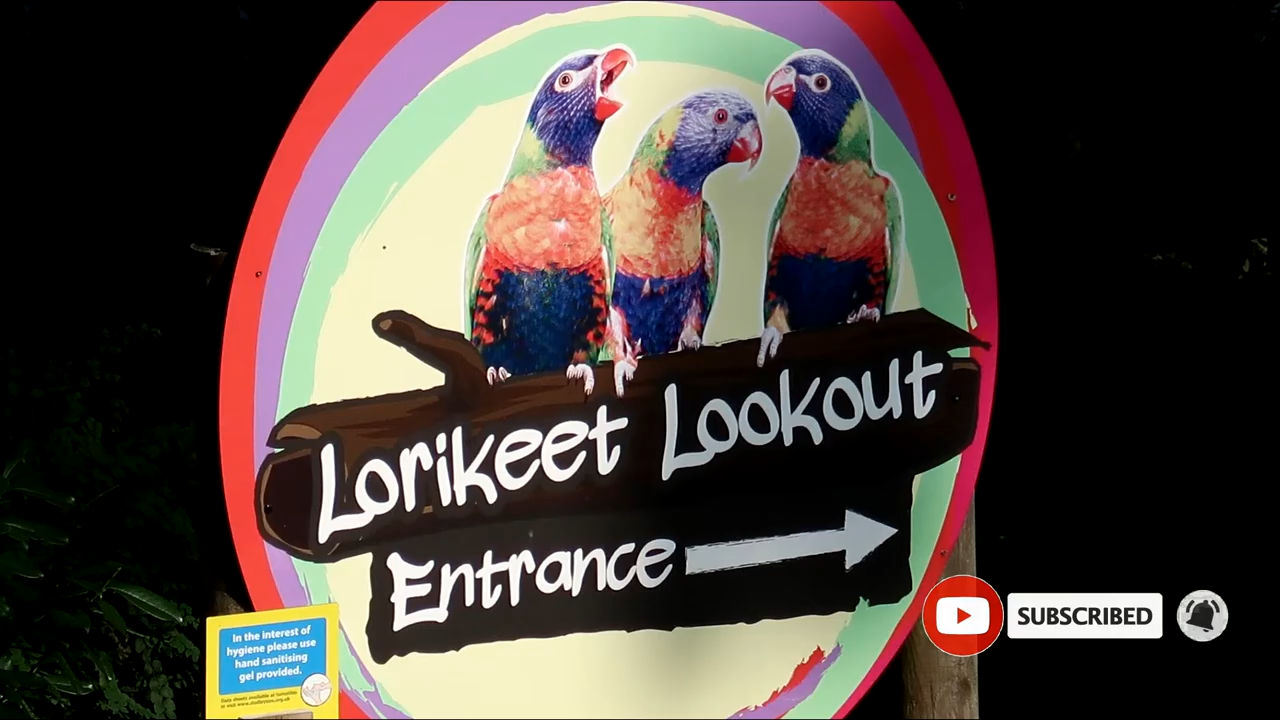 Lorikeet Lookout
Entrance
In the interest of
hygiene please use
hand sanitising
gel provided.
SUBSCRIBED